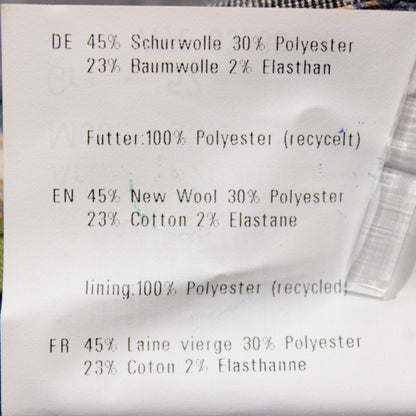 DE 45% Schurwolle 30% Polyester
23% Baumwolle 2% Elasthan
Futter:100% Polyester (recycelt)
EN 45% New Wool 30% Polyester
23% Cotton 2% Elastane
lining:100% Polyester (recycled)
FR 45% Laine vierge 30% Polyester
23% Coton 2% Elasthanne